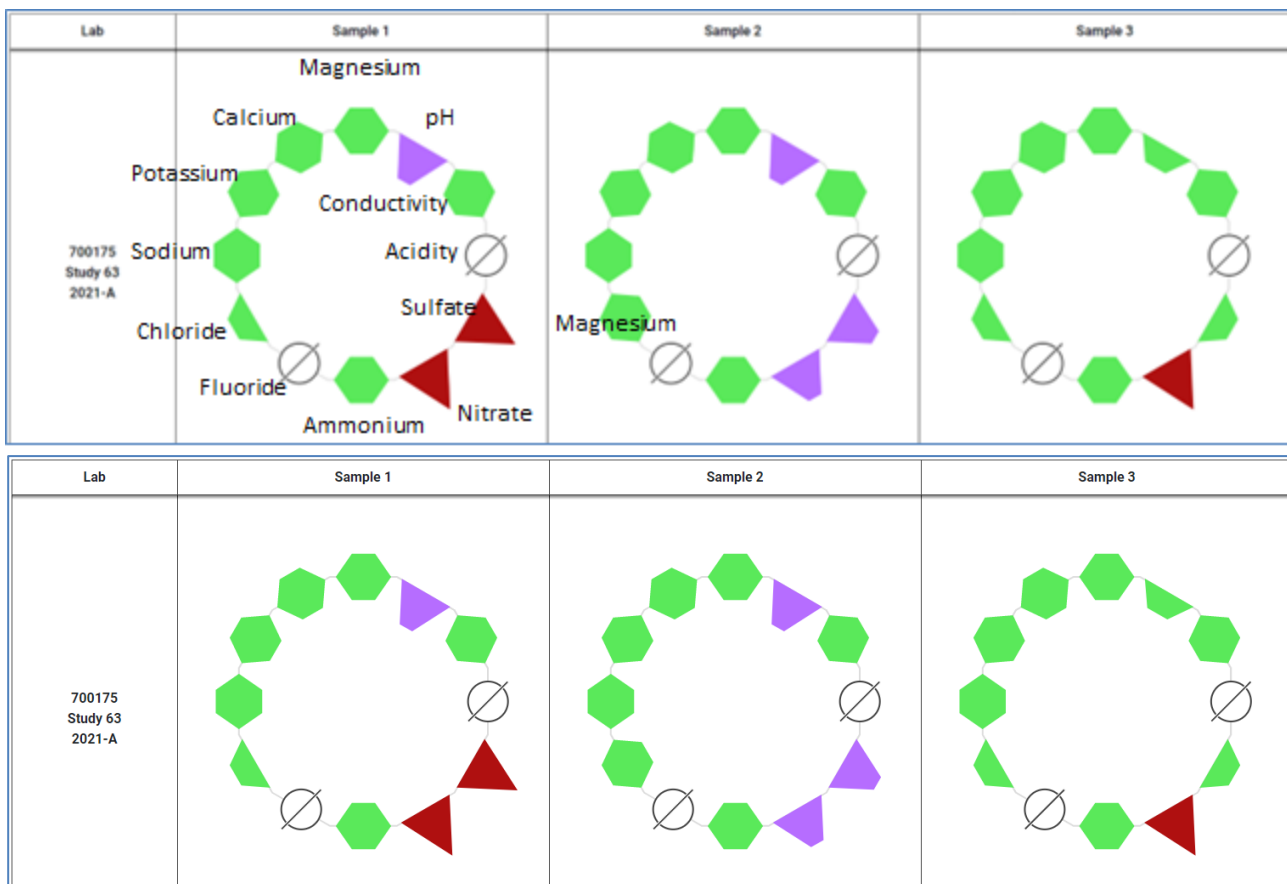 Lab Sample 1 Sample 2 Sample 3
Magnesium
Calcium pH
Potassium
Conductivity
700175 Sodium Acidity
Study 63
2021-A
Sulfate
Chloride Magnesium
Fluoride
Nitrate
Ammonium
Lab Sample 1 Sample 2 Sample 3
700175
Study 63
2021-A